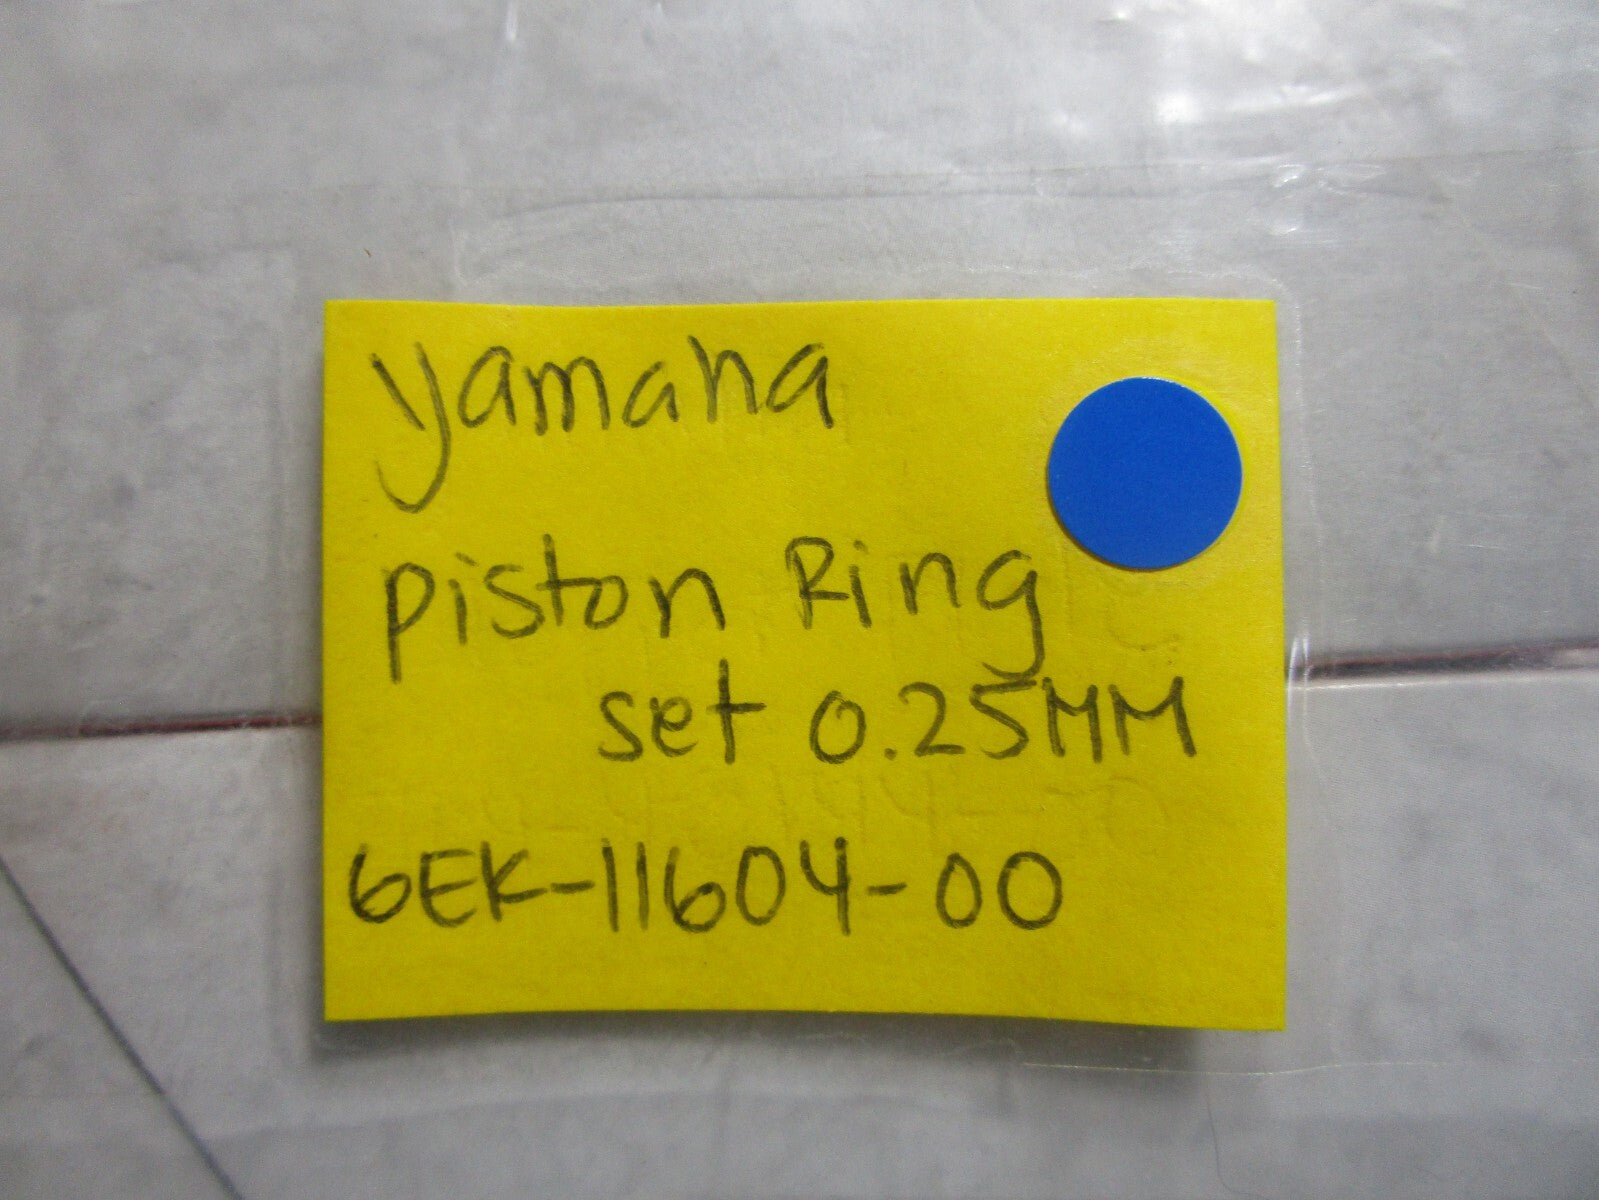 yamaha
piston Ring
set 0.25MM
6EK-11604-00